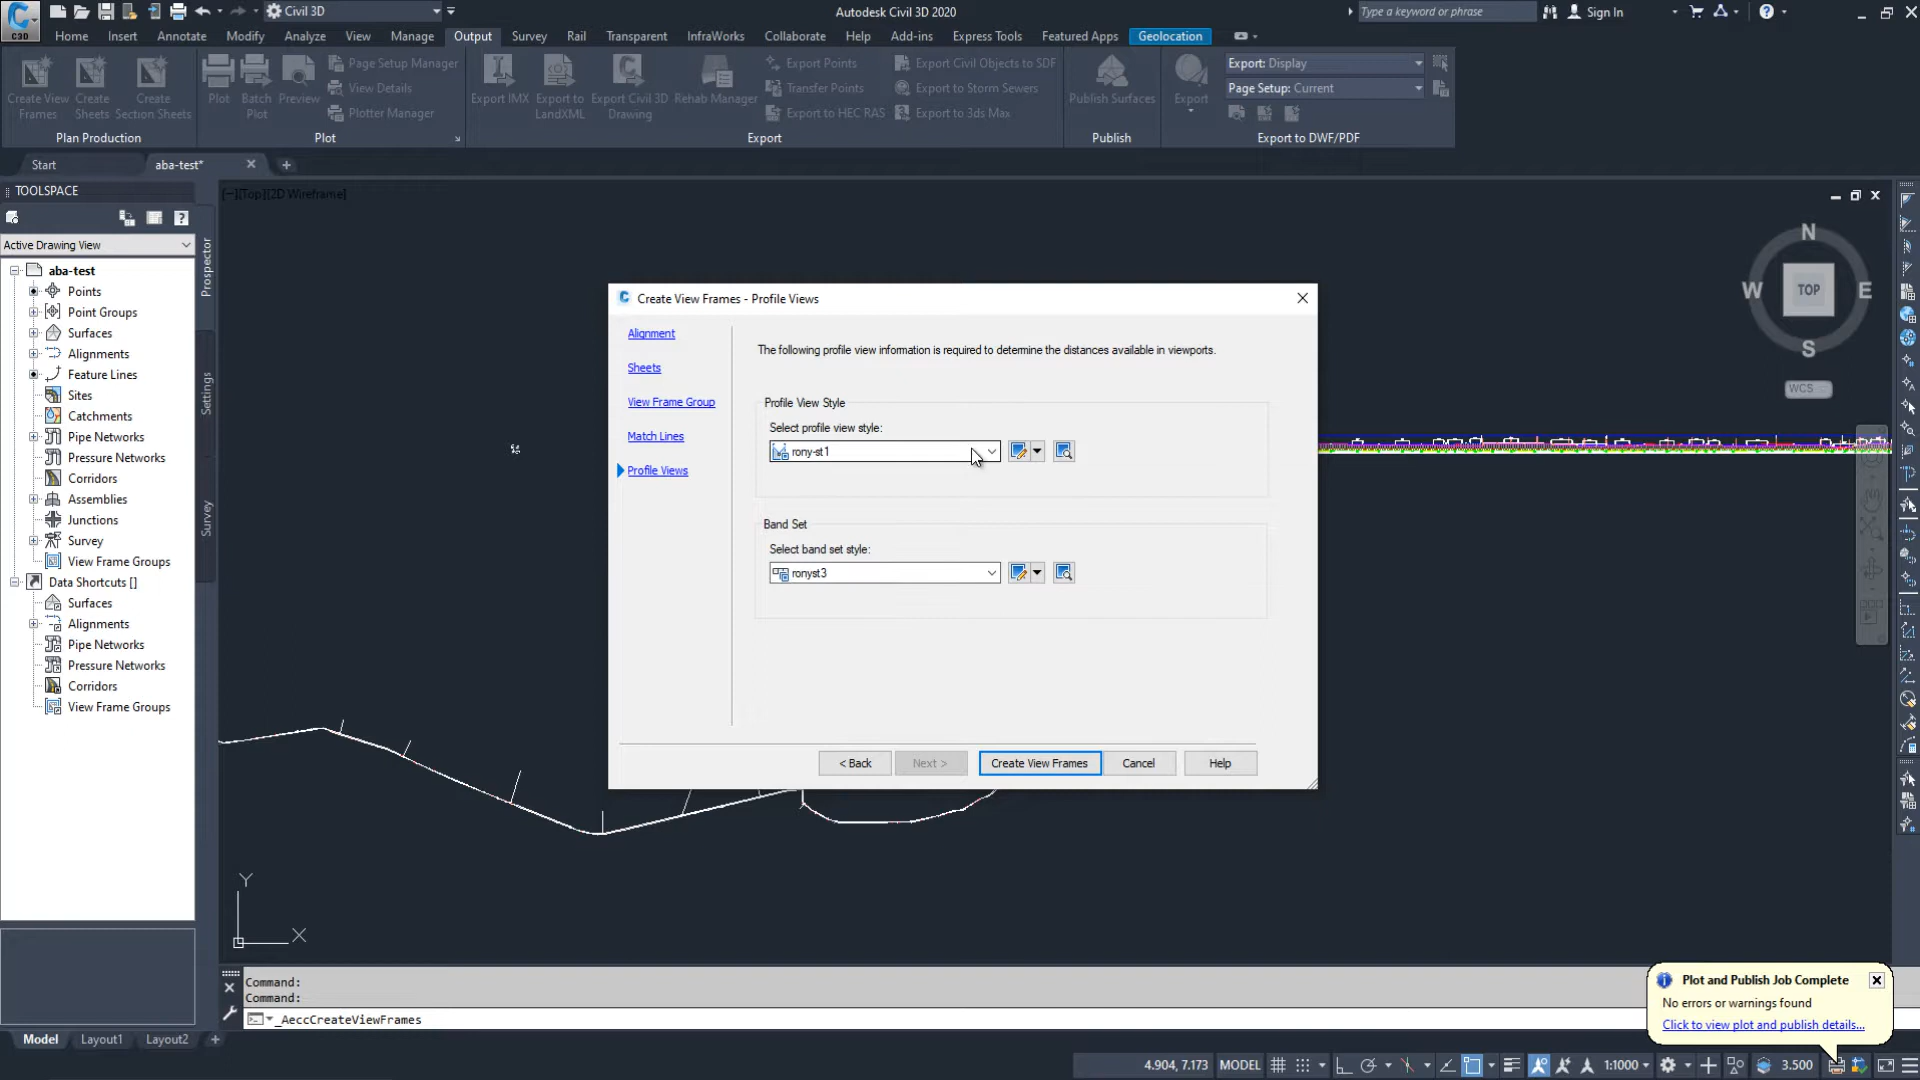 C3D
Civil 3D
Autodesk Civil 3D 2020
Type a keyword or phrase
Sign In
Home Insert Annotate Modify Analyze View Manage Output Survey Rail Transparent InfraWorks Collaborate Help Add-ins Express Tools Featured Apps Geolocation
Create View Frames
Create Sheets
Create Section Sheets
Plan Production
Plot
Batch Plot
Preview
Page Setup Manager
View Details
Plotter Manager
Plot
Export IMX
Export to LandXML
Export Civil 3D Drawing
Rehab Manager
Export Points
Transfer Points
Export to HEC RAS
Export Civil Objects to SDF
Export to Storm Sewers
Export to 3ds Max
Export
Publish Surfaces
Publish
Export
Export: Display
Page Setup: Current
Export to DWF/PDF
Start
aba-test*
TOOLSPACE
[−][Top][2D Wireframe]
Active Drawing View
aba-test
Points
Point Groups
Surfaces
Alignments
Feature Lines
Sites
Catchments
Pipe Networks
Pressure Networks
Corridors
Assemblies
Junctions
Survey
View Frame Groups
Data Shortcuts []
Surfaces
Alignments
Pipe Networks
Pressure Networks
Corridors
View Frame Groups
Prospector
Settings
Survey
Create View Frames - Profile Views
Alignment
Sheets
View Frame Group
Match Lines
Profile Views
The following profile view information is required to determine the distances available in viewports.
Profile View Style
Select profile view style:
rony-st1
Band Set
Select band set style:
ronyst3
< Back
Next >
Create View Frames
Cancel
Help
N
W
TOP
E
S
WCS
Y
X
Command:
Command:
_AeccCreateViewFrames
Plot and Publish Job Complete
No errors or warnings found
Click to view plot and publish details...
Model Layout1 Layout2
4.904, 7.173
MODEL
1:1000
3.500